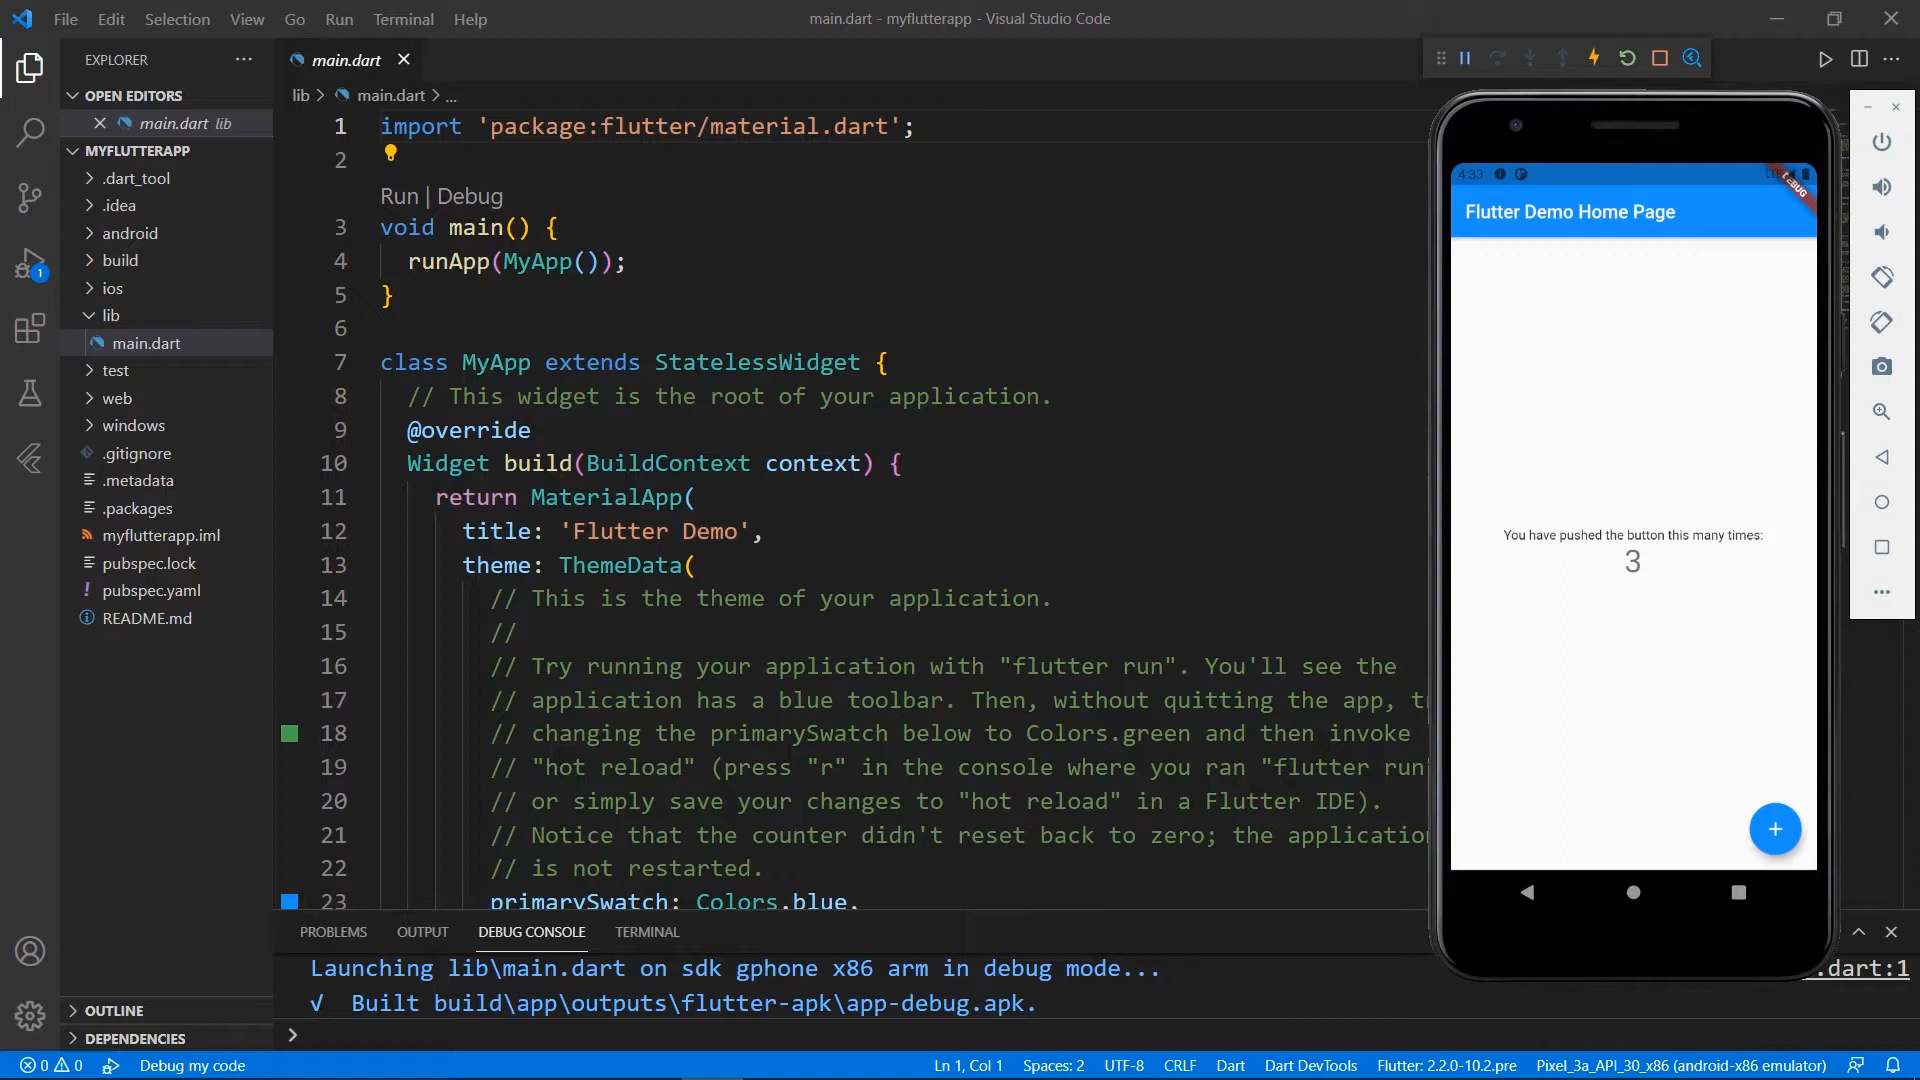 File Edit Selection View Go Run Terminal Help
main.dart - myflutterapp - Visual Studio Code
EXPLORER
OPEN EDITORS
main.dart lib
MYFLUTTERAPP
.dart_tool
.idea
android
build
1
ios
lib
main.dart
test
web
windows
.gitignore
.metadata
.packages
myflutterapp.iml
pubspec.lock
pubspec.yaml
README.md
OUTLINE
DEPENDENCIES
main.dart
lib > main.dart > ...
1 import 'package:flutter/material.dart';
2
Run | Debug
3 void main() {
4 runApp(MyApp());
5 }
6
7 class MyApp extends StatelessWidget {
8 // This widget is the root of your application.
9 @override
10 Widget build(BuildContext context) {
11 return MaterialApp(
12 title: 'Flutter Demo',
13 theme: ThemeData(
14 // This is the theme of your application.
15 //
16 // Try running your application with "flutter run". You'll see the
17 // application has a blue toolbar. Then, without quitting the app, t
18 // changing the primarySwatch below to Colors.green and then invoke
19 // "hot reload" (press "r" in the console where you ran "flutter run"
20 // or simply save your changes to "hot reload" in a Flutter IDE).
21 // Notice that the counter didn't reset back to zero; the application
22 // is not restarted.
23 primarySwatch: Colors.blue,
4:33
DEBUG
Flutter Demo Home Page
You have pushed the button this many times:
3
+
PROBLEMS OUTPUT DEBUG CONSOLE TERMINAL
Launching lib\main.dart on sdk gphone x86 arm in debug mode...
.dart:1
√ Built build\app\outputs\flutter-apk\app-debug.apk.
>
0 0 Debug my code
Ln 1, Col 1 Spaces: 2 UTF-8 CRLF Dart Dart DevTools Flutter: 2.2.0-10.2.pre Pixel_3a_API_30_x86 (android-x86 emulator)